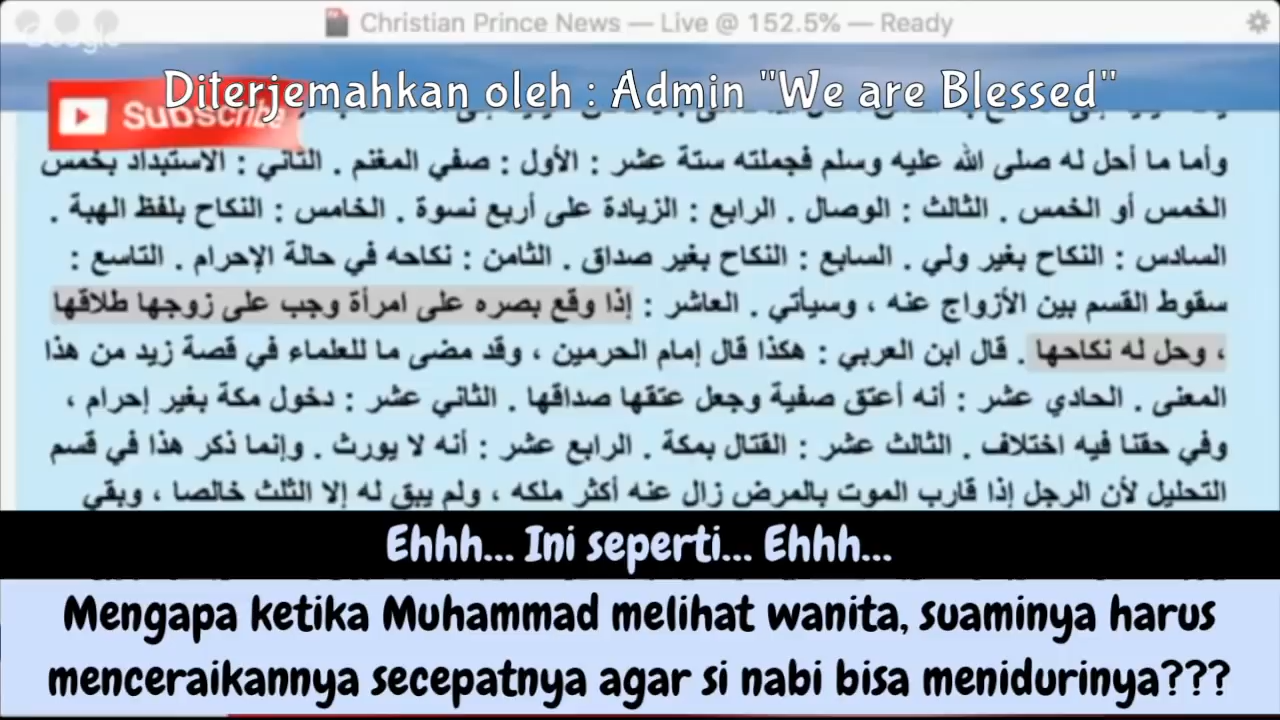 Christian Prince News — Live @ 152.5% — Ready
Google
Diterjemahkan oleh : Admin "We are Blessed"
Subscribe
وأما ما أحل له صلى الله عليه وسلم فجملته ستة عشر : الأول : صفي المغنم . الثاني : الاستبداد بخمس
الخمس أو الخمس . الثالث : الوصال . الرابع : الزيادة على أربع نسوة . الخامس : النكاح بلفظ الهبة .
السادس : النكاح بغير ولي . السابع : النكاح بغير صداق . الثامن : نكاحه في حالة الإحرام . التاسع :
سقوط القسم بين الأزواج عنه ، وسيأتي . العاشر : إذا وقع بصره على امرأة وجب على زوجها طلاقها
، وحل له نكاحها . قال ابن العربي : هكذا قال إمام الحرمين ، وقد مضى ما للعلماء في قصة زيد من هذا
المعنى . الحادي عشر : أنه أعتق صفية وجعل عتقها صداقها . الثاني عشر : دخول مكة بغير إحرام ،
وفي حقنا فيه اختلاف . الثالث عشر : القتال بمكة . الرابع عشر : أنه لا يورث . وإنما ذكر هذا في قسم
التحليل لأن الرجل إذا قارب الموت بالمرض زال عنه أكثر ملكه ، ولم يبق له إلا الثلث خالصا ، وبقي
Ehhh... Ini seperti... Ehhh...
Mengapa ketika Muhammad melihat wanita, suaminya harus
menceraikannya secepatnya agar si nabi bisa menidurinya???